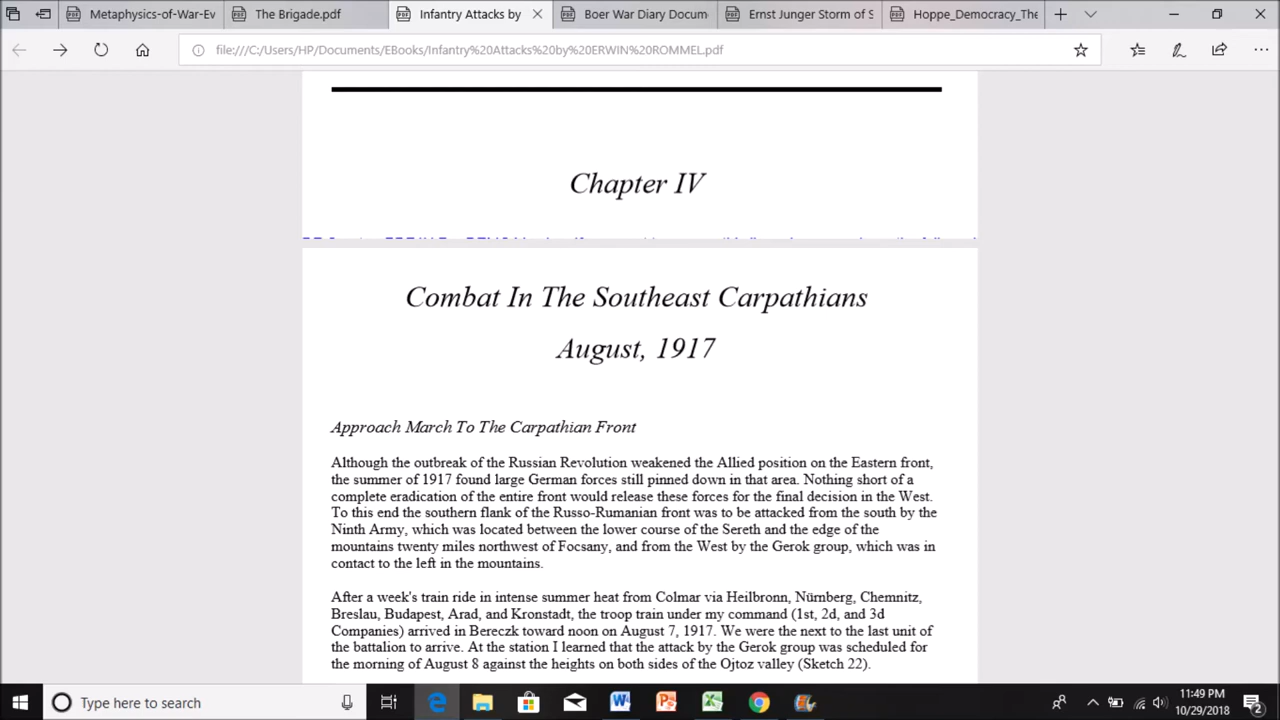 Metaphysics-of-War-Ev
The Brigade.pdf
Infantry Attacks by
Boer War Diary Docum
Ernst Junger Storm of S
Hoppe_Democracy_The
file:///C:/Users/HP/Documents/EBooks/Infantry%20Attacks%20by%20ERWIN%20ROMMEL.pdf
Chapter IV
Combat In The Southeast Carpathians
August, 1917
Approach March To The Carpathian Front
Although the outbreak of the Russian Revolution weakened the Allied position on the Eastern front,
the summer of 1917 found large German forces still pinned down in that area. Nothing short of a
complete eradication of the entire front would release these forces for the final decision in the West.
To this end the southern flank of the Russo-Rumanian front was to be attacked from the south by the
Ninth Army, which was located between the lower course of the Sereth and the edge of the
mountains twenty miles northwest of Focsany, and from the West by the Gerok group, which was in
contact to the left in the mountains.
After a week's train ride in intense summer heat from Colmar via Heilbronn, Nürnberg, Chemnitz,
Breslau, Budapest, Arad, and Kronstadt, the troop train under my command (1st, 2d, and 3d
Companies) arrived in Bereczk toward noon on August 7, 1917. We were the next to the last unit of
the battalion to arrive. At the station I learned that the attack by the Gerok group was scheduled for
the morning of August 8 against the heights on both sides of the Ojtoz valley (Sketch 22).
Type here to search
11:49 PM
10/29/2018
2